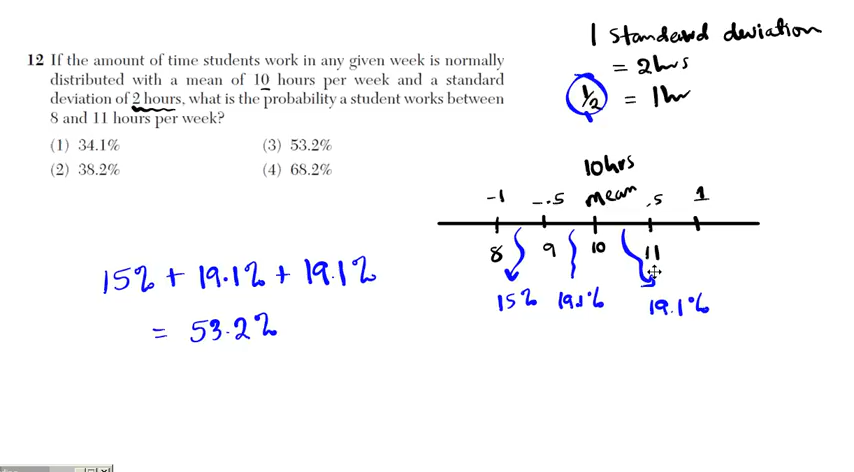 12 If the amount of time students work in any given week is normally
distributed with a mean of 10 hours per week and a standard
deviation of 2 hours, what is the probability a student works between
8 and 11 hours per week?
(1) 34.1% (3) 53.2%
(2) 38.2% (4) 68.2%
1 standard deviation
= 2hrs
1/2 = 1hr
10hrs
-1 -.5 mean .5 1
8 9 10 11
15% 19.1% 19.1%
15% + 19.1% + 19.1%
= 53.2%